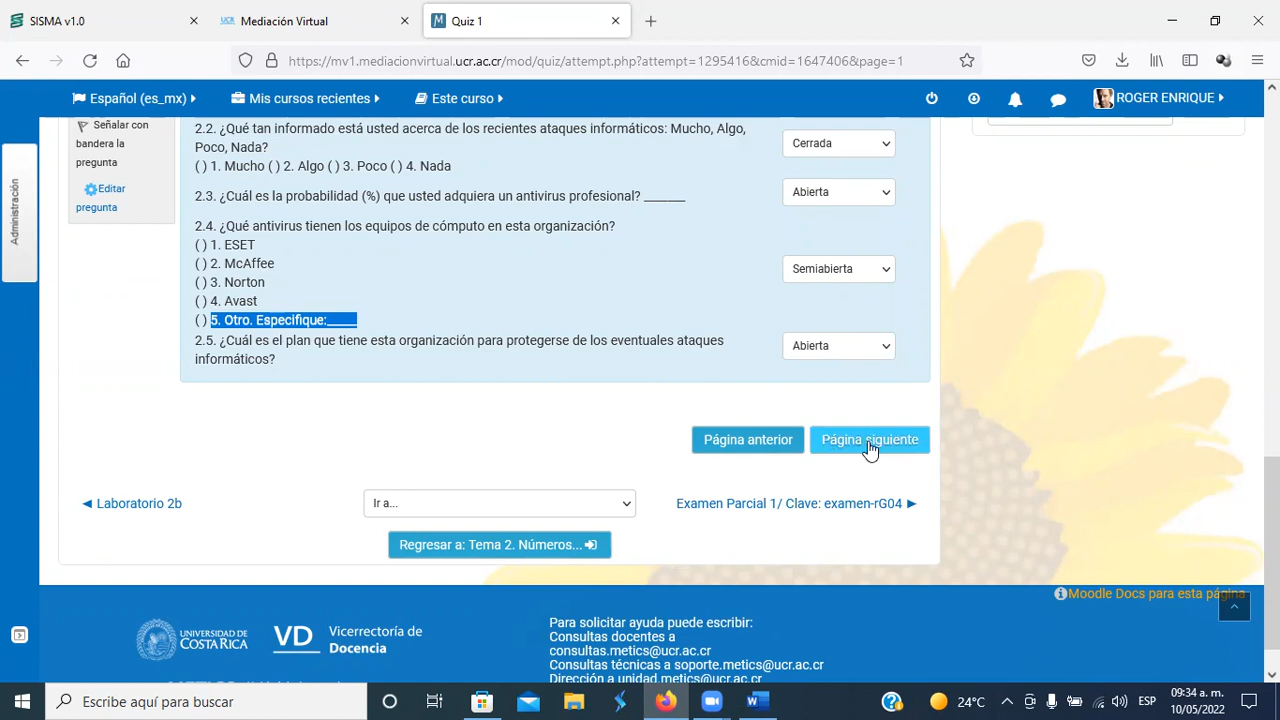 SISMA v1.0
UCR Mediación Virtual
M Quiz 1
https://mv1.mediacionvirtual.ucr.ac.cr/mod/quiz/attempt.php?attempt=1295416&cmid=1647406&page=1
Español (es_mx)
Mis cursos recientes
Este curso
ROGER ENRIQUE
Administración
Señalar con
bandera la
pregunta
Editar
pregunta
2.2. ¿Qué tan informado está usted acerca de los recientes ataques informáticos: Mucho, Algo,
Poco, Nada?
( ) 1. Mucho ( ) 2. Algo ( ) 3. Poco ( ) 4. Nada
Cerrada
2.3. ¿Cuál es la probabilidad (%) que usted adquiera un antivirus profesional? ______
Abierta
2.4. ¿Qué antivirus tienen los equipos de cómputo en esta organización?
( ) 1. ESET
( ) 2. McAffee
( ) 3. Norton
( ) 4. Avast
( ) 5. Otro. Especifique:____
Semiabierta
2.5. ¿Cuál es el plan que tiene esta organización para protegerse de los eventuales ataques
informáticos?
Abierta
Página anterior
Página siguiente
◄ Laboratorio 2b
Ir a...
Examen Parcial 1/ Clave: examen-rG04 ►
Regresar a: Tema 2. Números...
Moodle Docs para esta página
UNIVERSIDAD DE
COSTA RICA
VD
Vicerrectoría de
Docencia
Para solicitar ayuda puede escribir:
Consultas docentes a
consultas.metics@ucr.ac.cr
Consultas técnicas a soporte.metics@ucr.ac.cr
Dirección a unidad.metics@ucr.ac.cr
Escribe aquí para buscar
24°C
ESP
09:34 a. m.
10/05/2022